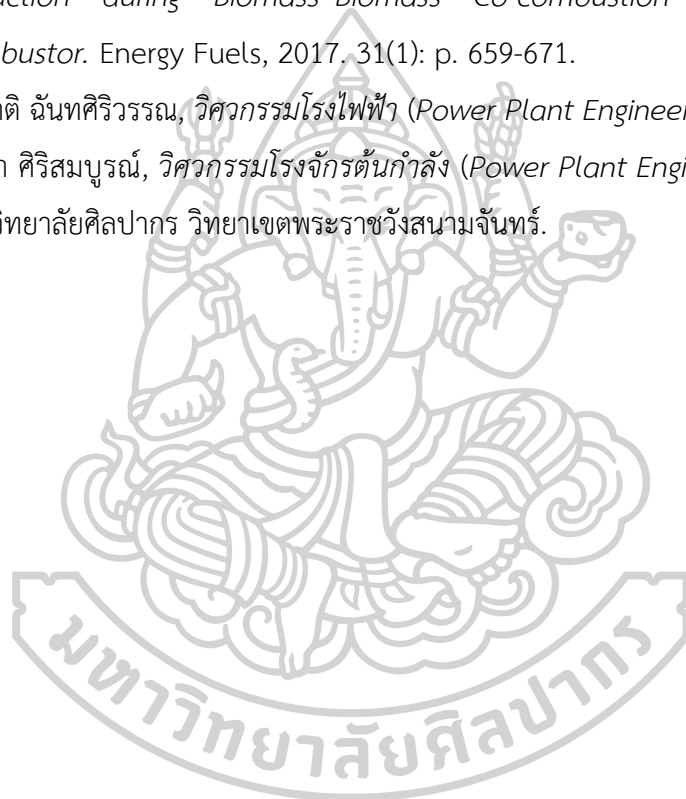 during Biomass–Biomass Co-combustion
bustor. Energy Fuels, 2017. 31(1): p. 659-671.
ฉันทศิริวรรณ, วิศวกรรมโรงไฟฟ้า (Power Plant Engineer
ศิริสมบูรณ์, วิศวกรรมโรงจักรต้นกำลัง (Power Plant Engi
วิทยาลัยศิลปากร วิทยาเขตพระราชวังสนามจันทร์.
มหาวิทยาลัยศิลปากร